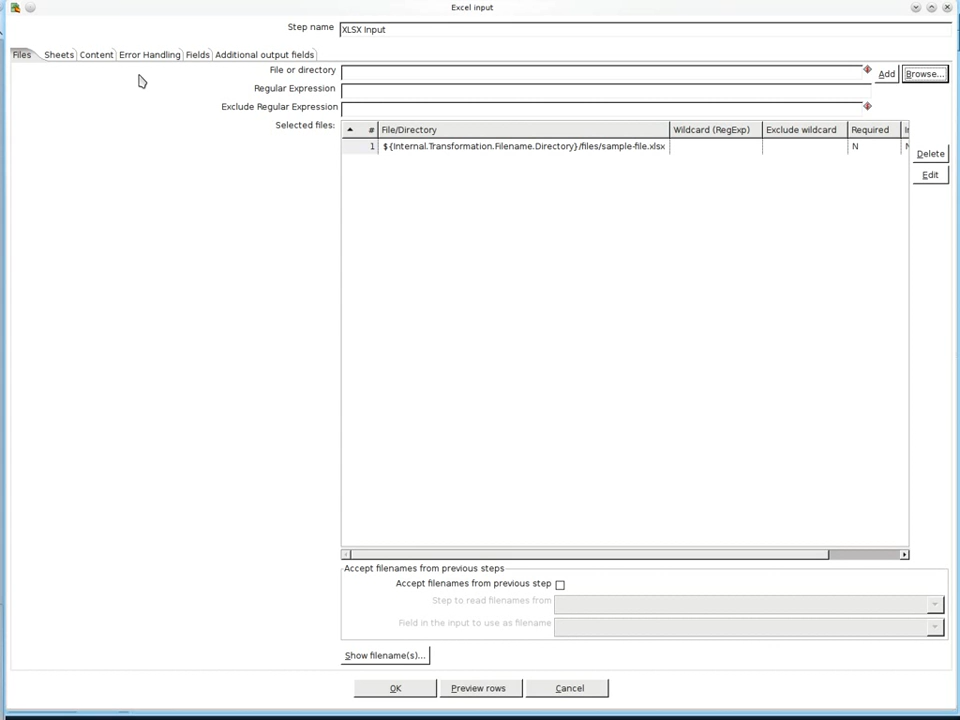 Excel input
Step name XLSX Input
Files Sheets Content Error Handling Fields Additional output fields
File or directory Add Browse...
Regular Expression
Exclude Regular Expression
Selected files: # File/Directory Wildcard (RegExp) Exclude wildcard Required
1 ${Internal.Transformation.Filename.Directory}/files/sample-file.xlsx N
Delete
Edit
Accept filenames from previous steps
Accept filenames from previous step
Step to read filenames from
Field in the input to use as filename
Show filename(s)...
OK Preview rows Cancel